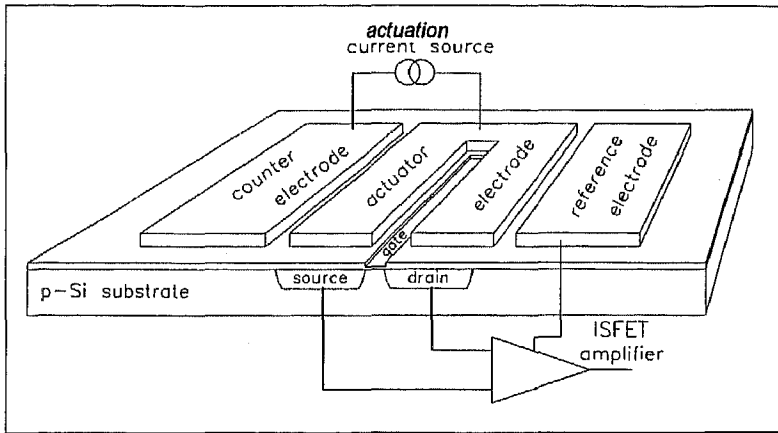 actuation
current source
counter
electrode
actuator
electrode
reference
electrode
gate
source
drain
p-Si substrate
ISFET
amplifier